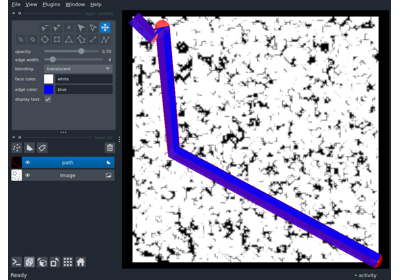 File View Plugins Window Help
opacity: 0.70
edge width: 4
blending: translucent
face color: white
edge color: blue
display text:
path
Image
Ready
activity